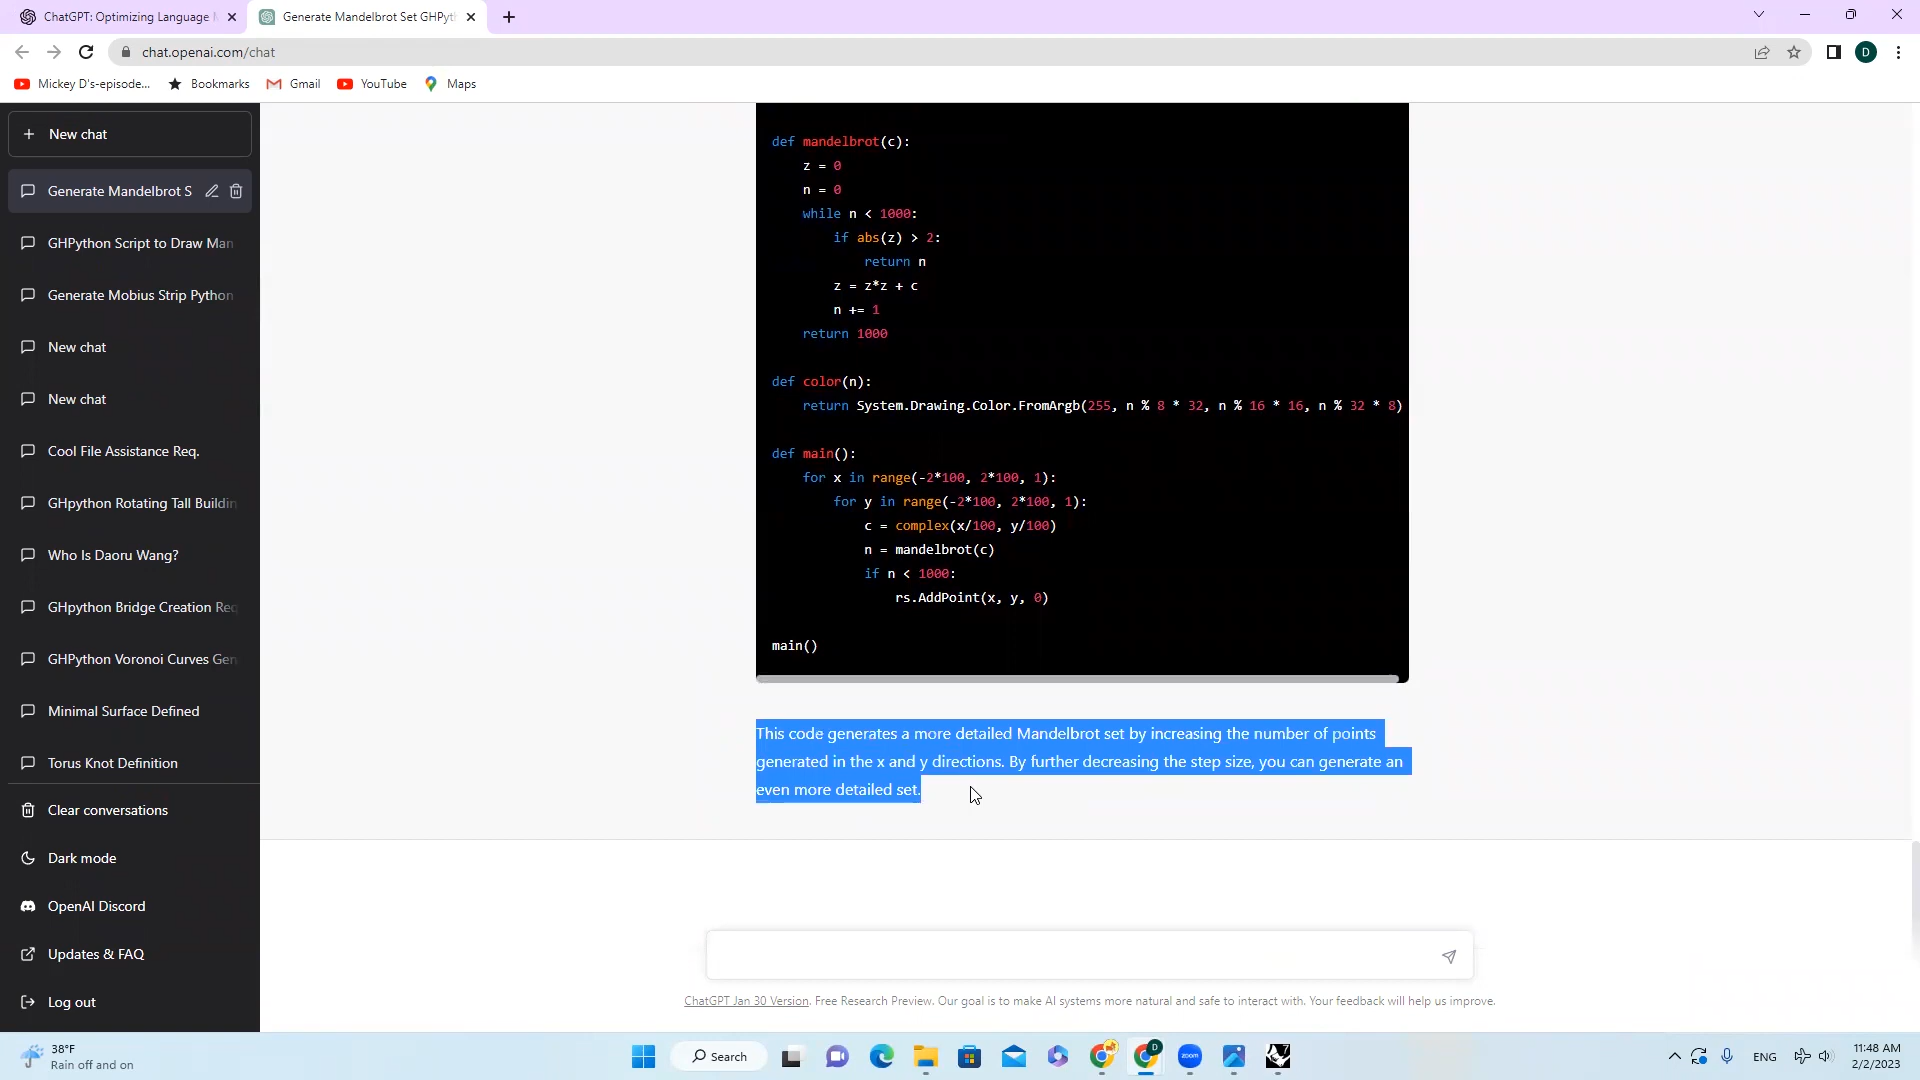 ChatGPT: Optimizing Language M
Generate Mandelbrot Set GHPyth
chat.openai.com/chat
D
Mickey D's-episode...
Bookmarks
Gmail
YouTube
Maps
New chat
Generate Mandelbrot S
GHPython Script to Draw Man
Generate Mobius Strip Python
New chat
New chat
Cool File Assistance Req.
GHpython Rotating Tall Buildin
Who Is Daoru Wang?
GHpython Bridge Creation Req
GHPython Voronoi Curves Gen
Minimal Surface Defined
Torus Knot Definition
Clear conversations
Dark mode
OpenAI Discord
Updates & FAQ
Log out
def mandelbrot(c):
z = 0
n = 0
while n < 1000:
if abs(z) > 2:
return n
z = z*z + c
n += 1
return 1000
def color(n):
return System.Drawing.Color.FromArgb(255, n % 8 * 32, n % 16 * 16, n % 32 * 8)
def main():
for x in range(-2*100, 2*100, 1):
for y in range(-2*100, 2*100, 1):
c = complex(x/100, y/100)
n = mandelbrot(c)
if n < 1000:
rs.AddPoint(x, y, 0)
main()
This code generates a more detailed Mandelbrot set by increasing the number of points
generated in the x and y directions. By further decreasing the step size, you can generate an
even more detailed set.
ChatGPT Jan 30 Version. Free Research Preview. Our goal is to make AI systems more natural and safe to interact with. Your feedback will help us improve.
38°F
Rain off and on
Search
D
zoom
ENG
11:48 AM
2/2/2023